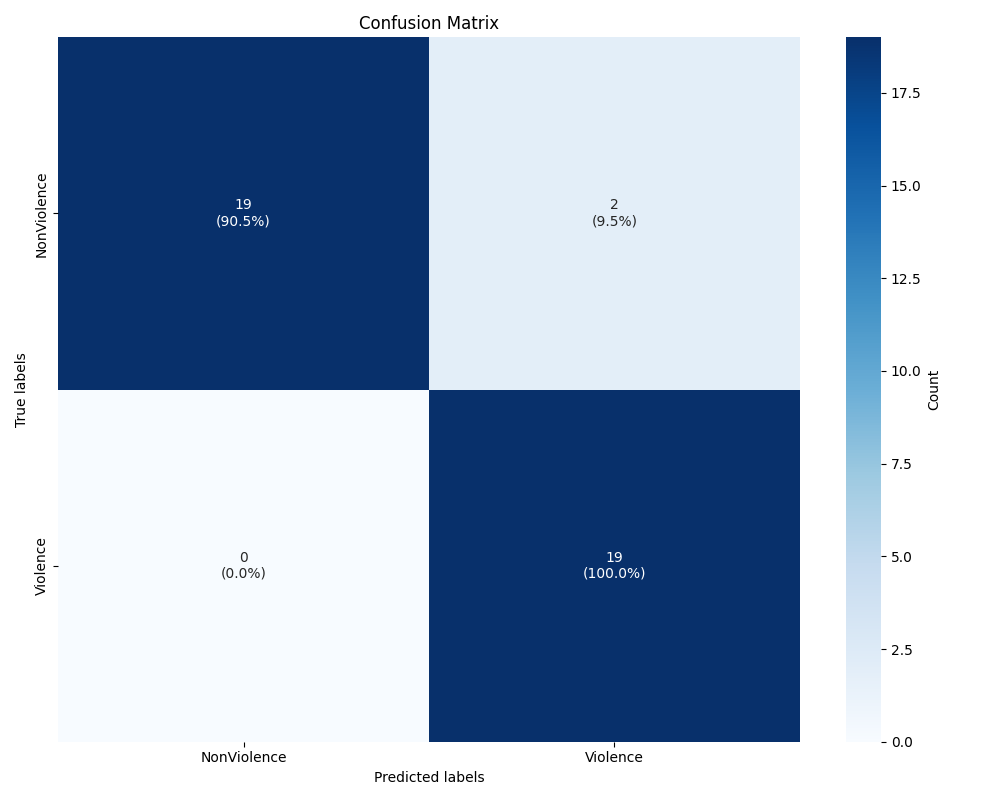 Confusion Matrix
NonViolence
Violence
True labels
19
(90.5%)
2
(9.5%)
0
(0.0%)
19
(100.0%)
NonViolence
Violence
Predicted labels
17.5
15.0
12.5
10.0
7.5
5.0
2.5
0.0
Count